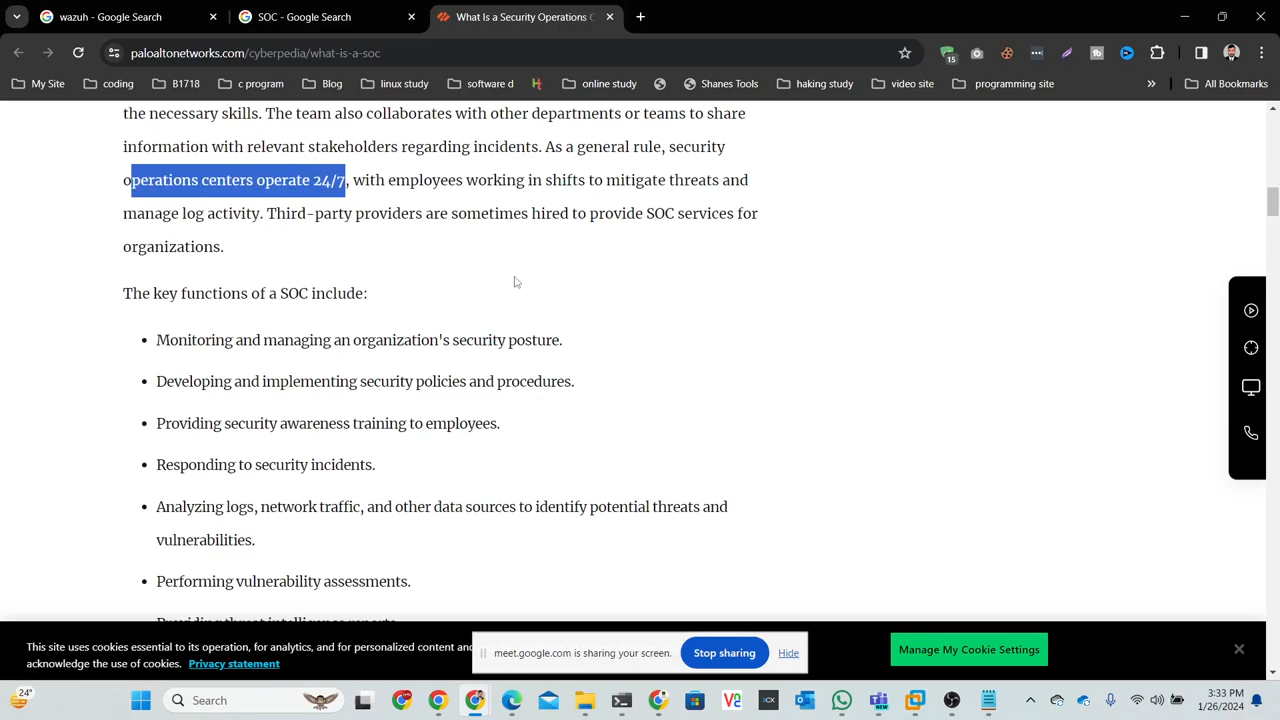 wazuh - Google Search
SOC - Google Search
What Is a Security Operations C
paloaltonetworks.com/cyberpedia/what-is-a-soc
15
My Site
coding
B1718
c program
Blog
linux study
software d
online study
Shanes Tools
haking study
video site
programming site
All Bookmarks
the necessary skills. The team also collaborates with other departments or teams to share
information with relevant stakeholders regarding incidents. As a general rule, security
operations centers operate 24/7, with employees working in shifts to mitigate threats and
manage log activity. Third-party providers are sometimes hired to provide SOC services for
organizations.
The key functions of a SOC include:
• Monitoring and managing an organization's security posture.
• Developing and implementing security policies and procedures.
• Providing security awareness training to employees.
• Responding to security incidents.
• Analyzing logs, network traffic, and other data sources to identify potential threats and
vulnerabilities.
• Performing vulnerability assessments.
• Providing threat intelligence reports.
This site uses cookies essential to its operation, for analytics, and for personalized content and
acknowledge the use of cookies. Privacy statement
meet.google.com is sharing your screen.
Stop sharing
Hide
Manage My Cookie Settings
24°
Search
3:33 PM
1/26/2024